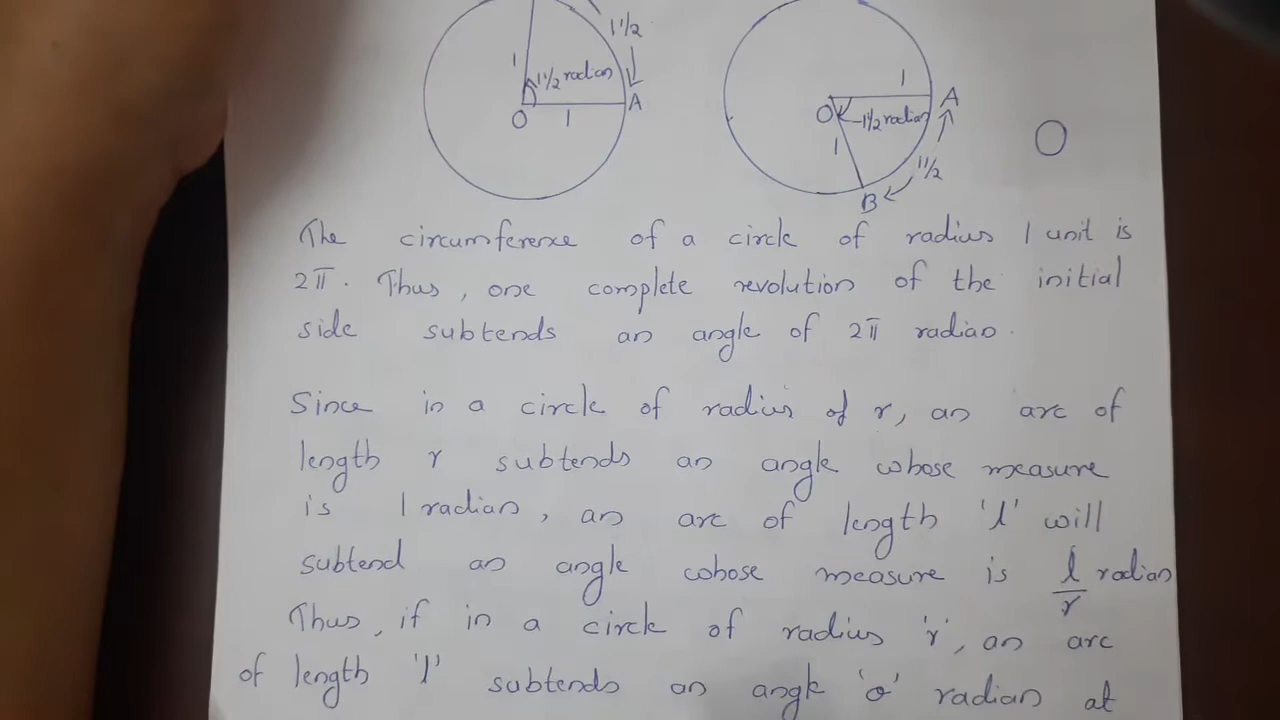 1½
1 1½ radian
O 1 A
1 A
O -1½ radian
1
1½
B
O
The circumference of a circle of radius 1 unit is
2π. Thus, one complete revolution of the initial
side subtends an angle of 2π radian.
Since in a circle of radius of r, an arc of
length r subtends an angle whose measure
is 1 radian, an arc of length 'l' will
subtend an angle whose measure is l/r radian
Thus, if in a circle of radius 'r', an arc
of length 'l' subtends an angle 'θ' radian at